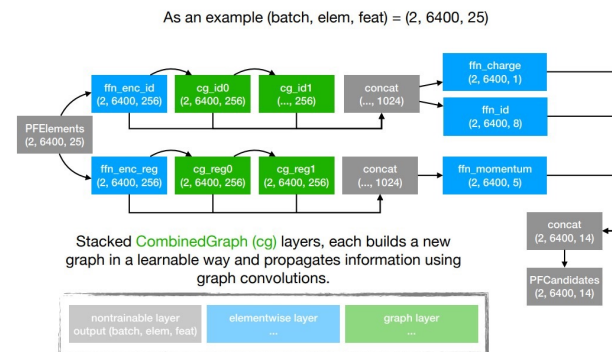 As an example (batch, elem, feat) = (2, 6400, 25)
ffn_charge
(2, 6400, 1)
ffn_enc_id
(2, 6400, 256)
cg_id0
(2, 6400, 256)
cg_id1
(..., 256)
concat
(..., 1024)
ffn_id
(2, 6400, 8)
PFElements
(2, 6400, 25)
ffn_enc_reg
(2, 6400, 256)
cg_reg0
(2, 6400, 256)
cg_reg1
(2, 6400, 256)
concat
(..., 1024)
ffn_momentum
(2, 6400, 5)
concat
(2, 6400, 14)
PFCandidates
(2, 6400, 14)
Stacked CombinedGraph (cg) layers, each builds a new
graph in a learnable way and propagates information using
graph convolutions.
nontrainable layer
output (batch, elem, feat)
elementwise layer
...
graph layer
...